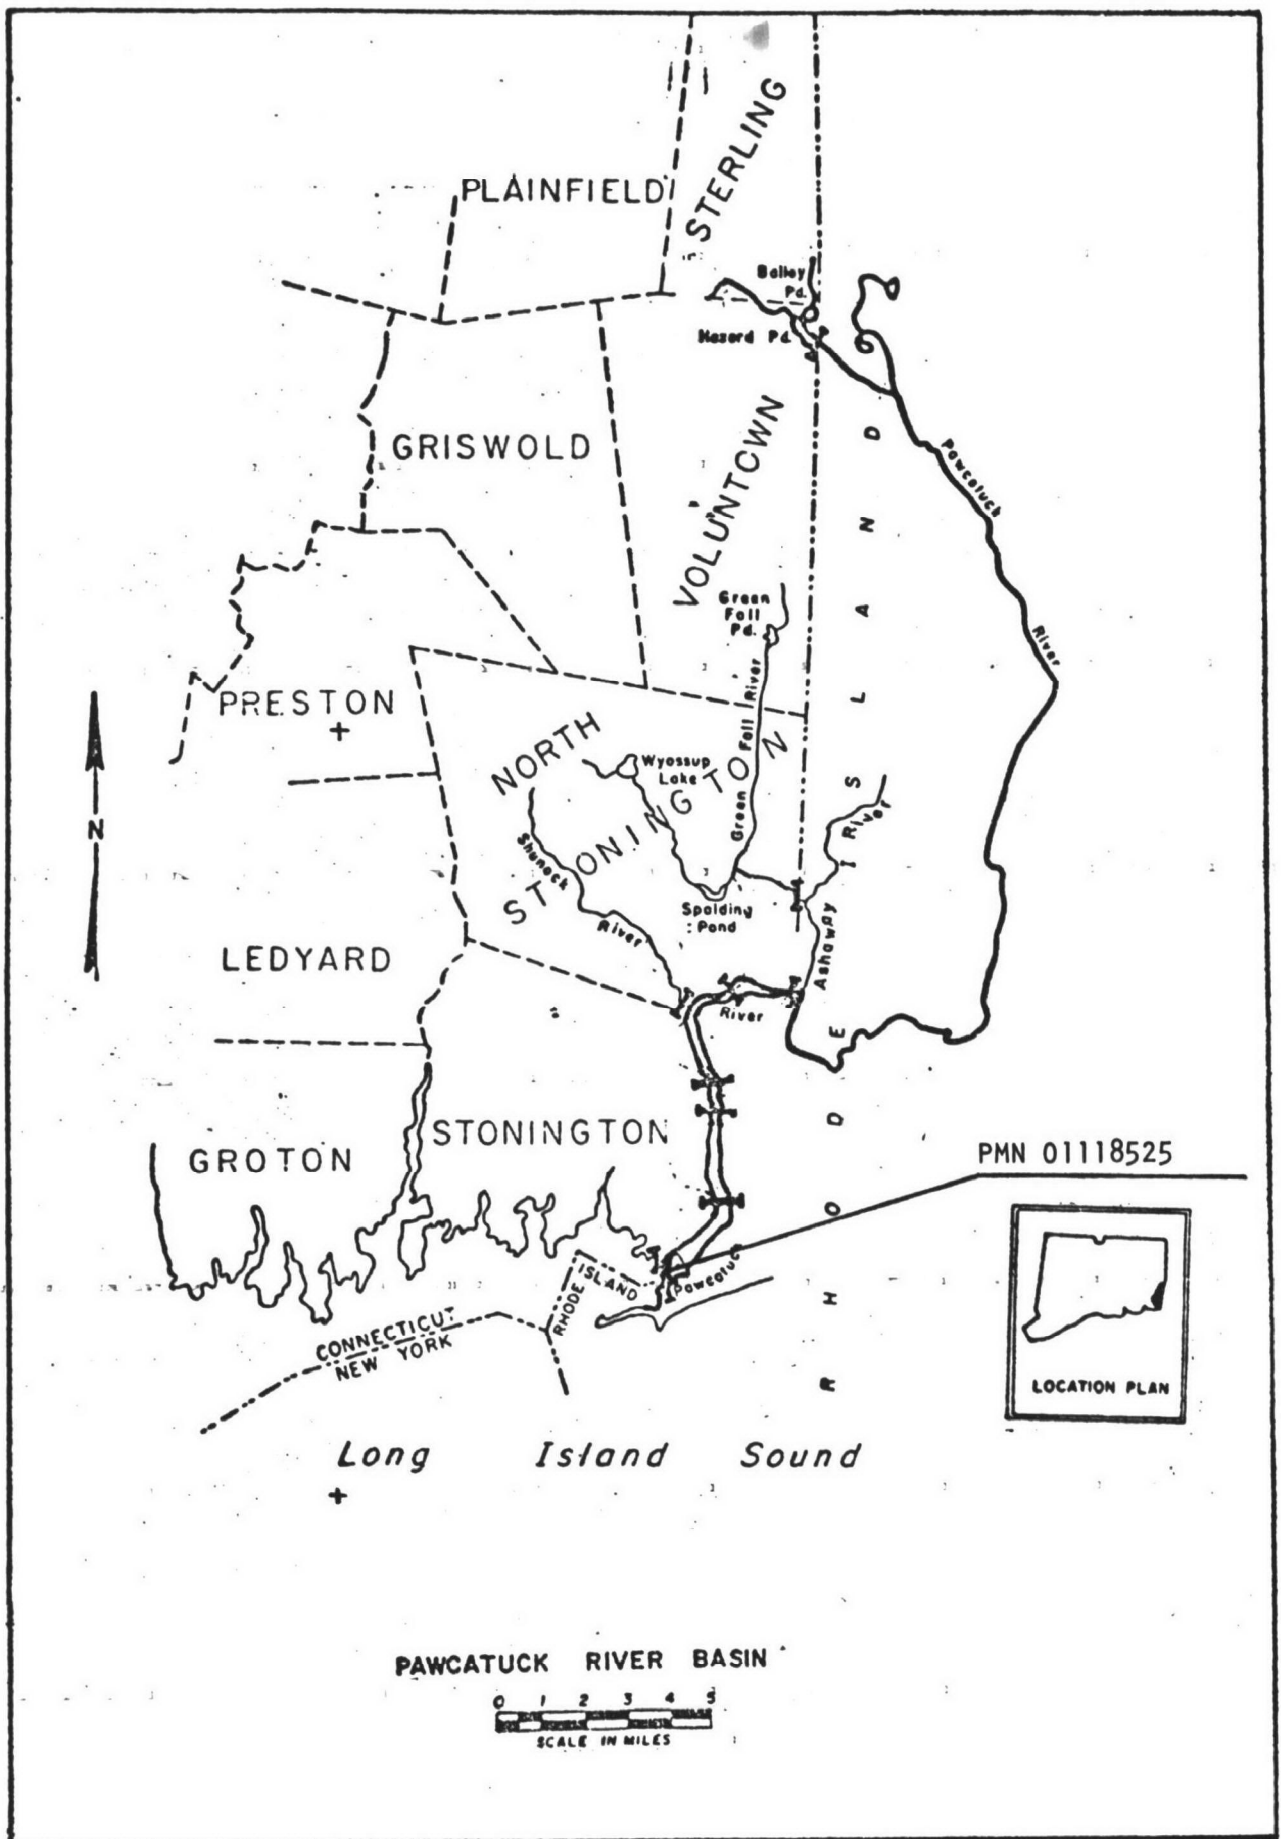 STERLING
PLAINFIELD
Bailey
Pd.
Hazard Pd.
GRISWOLD
VOLUNTOWN
Pawcatuck
River
Green
Fall
Pd.
PRESTON
NORTH
STONINGTON
Wyassup
Lake
Green Fall River
Shunock
River
Spalding
Pond
Ashaway
River
N
LEDYARD
River
STONINGTON
GROTON
PMN 01118525
RHODE ISLAND
Pawcatuck
RHODE
ISLAND
CONNECTICUT
NEW YORK
LOCATION PLAN
Long Island Sound
PAWCATUCK RIVER BASIN
0 1 2 3 4 5
SCALE IN MILES